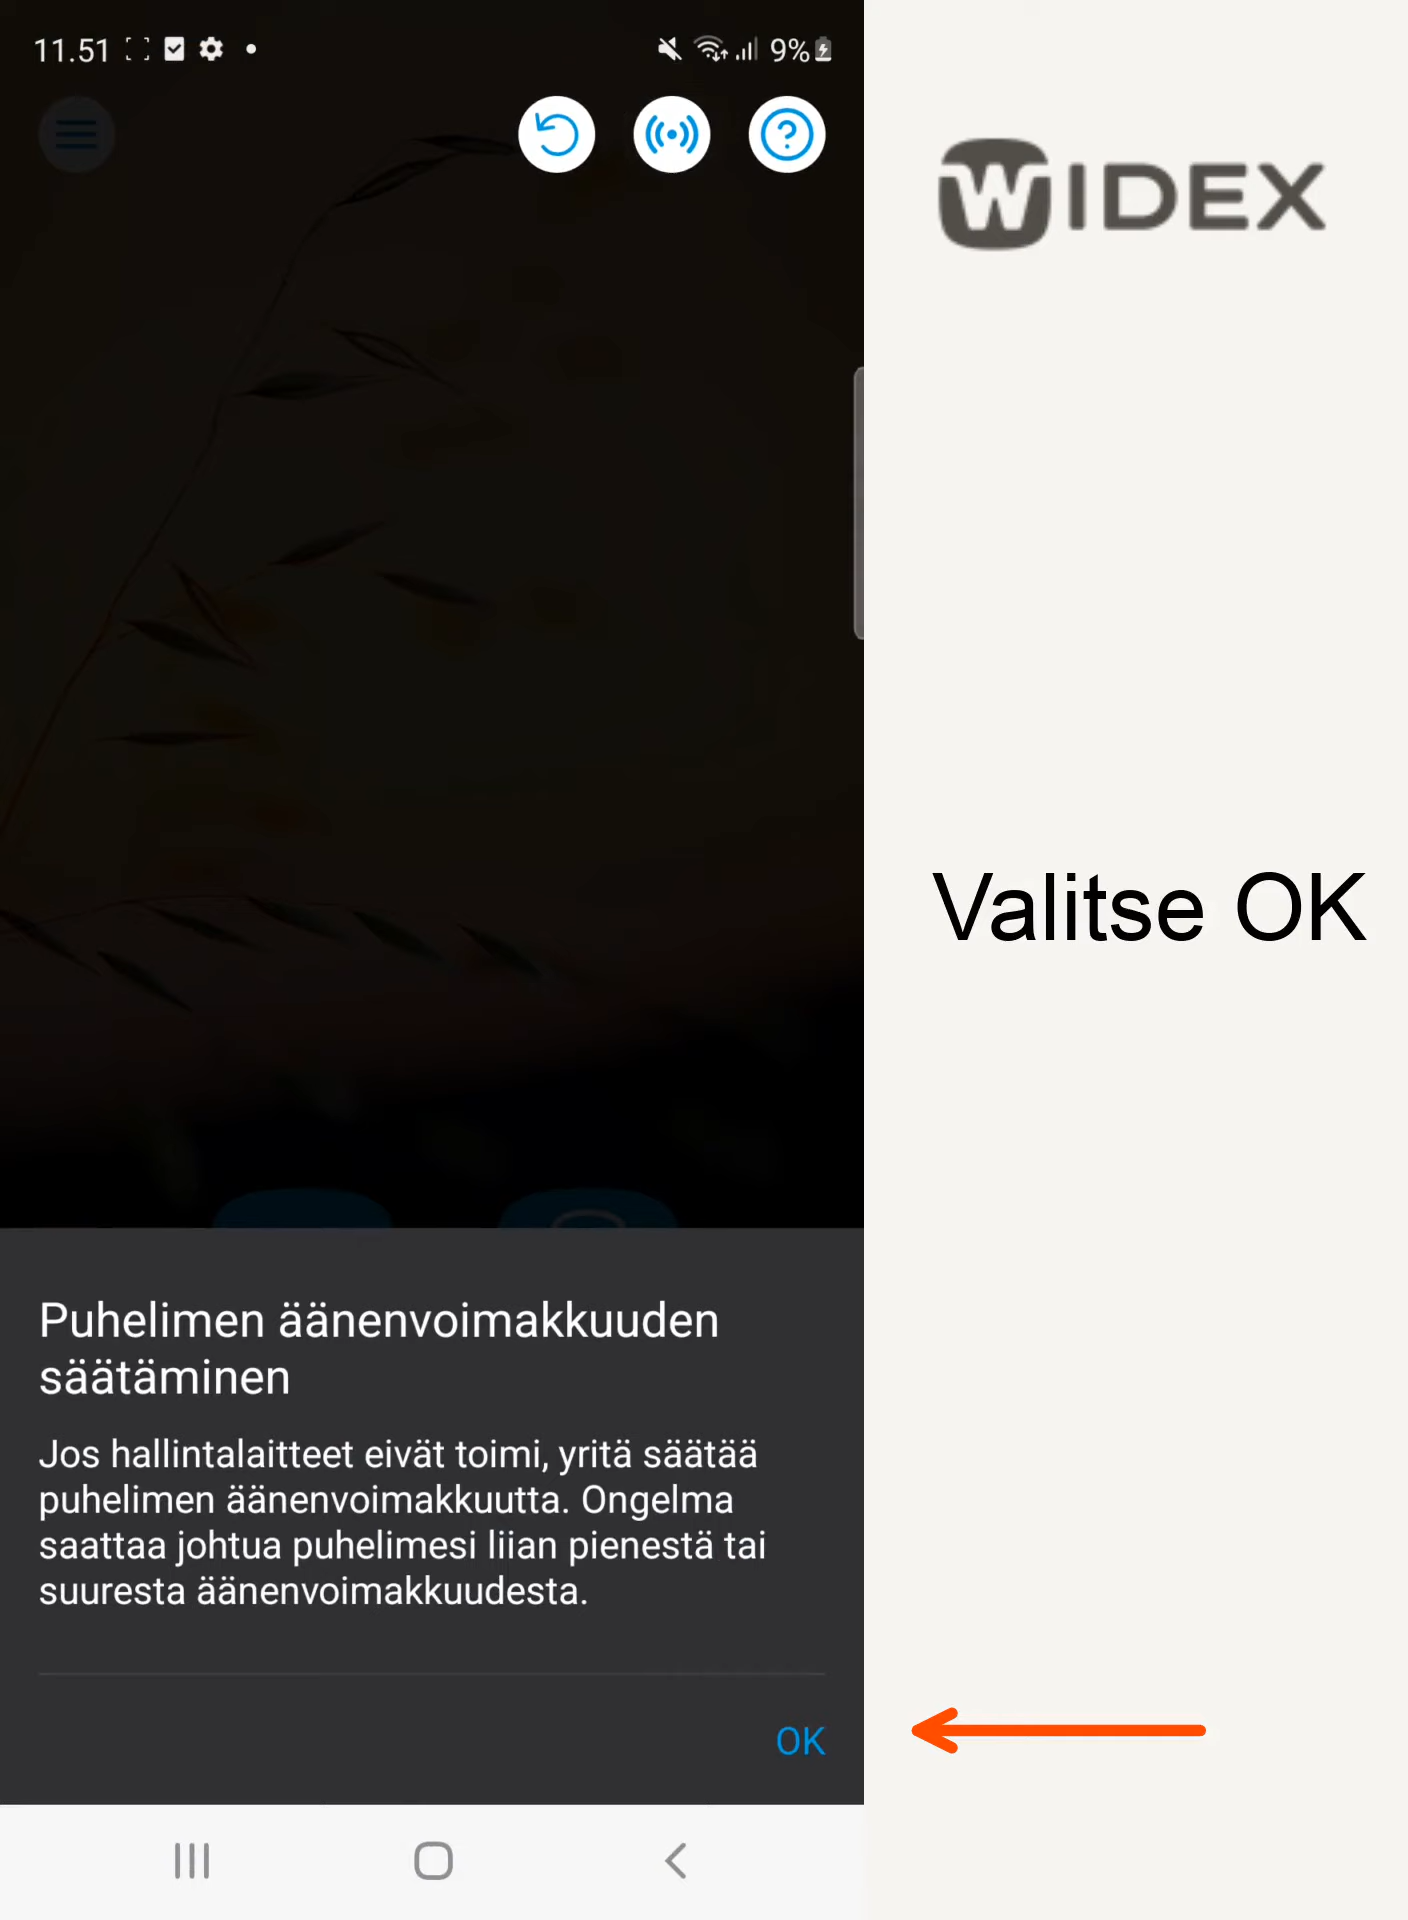 11.51
9%
WIDEX
Valitse OK
Puhelimen äänenvoimakkuuden
säätäminen
Jos hallintalaitteet eivät toimi, yritä säätää
puhelimen äänenvoimakkuutta. Ongelma
saattaa johtua puhelimesi liian pienestä tai
suuresta äänenvoimakkuudesta.
OK